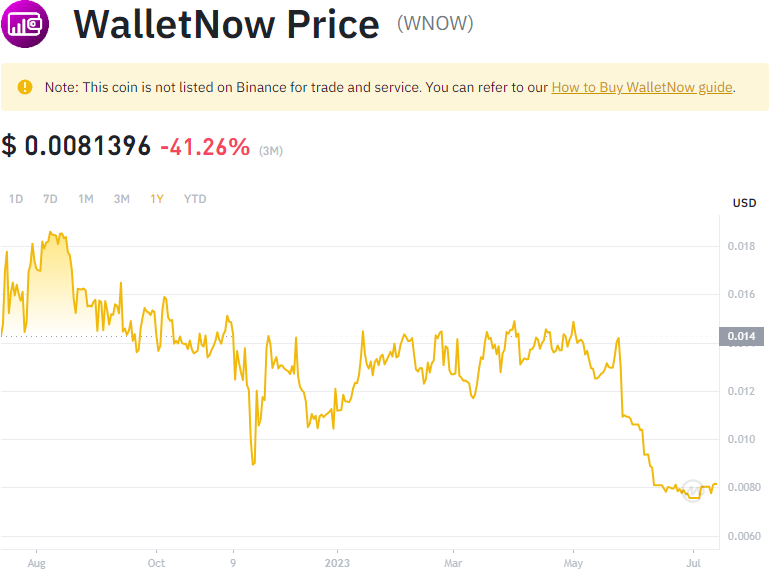 WalletNow Price (WNOW)
Note: This coin is not listed on Binance for trade and service. You can refer to our How to Buy WalletNow guide.
$ 0.0081396 -41.26% (3M)
1D 7D 1M 3M 1Y YTD
USD
0.018
0.016
0.014
0.012
0.010
0.0080
0.0060
Aug Oct 9 2023 Mar May Jul